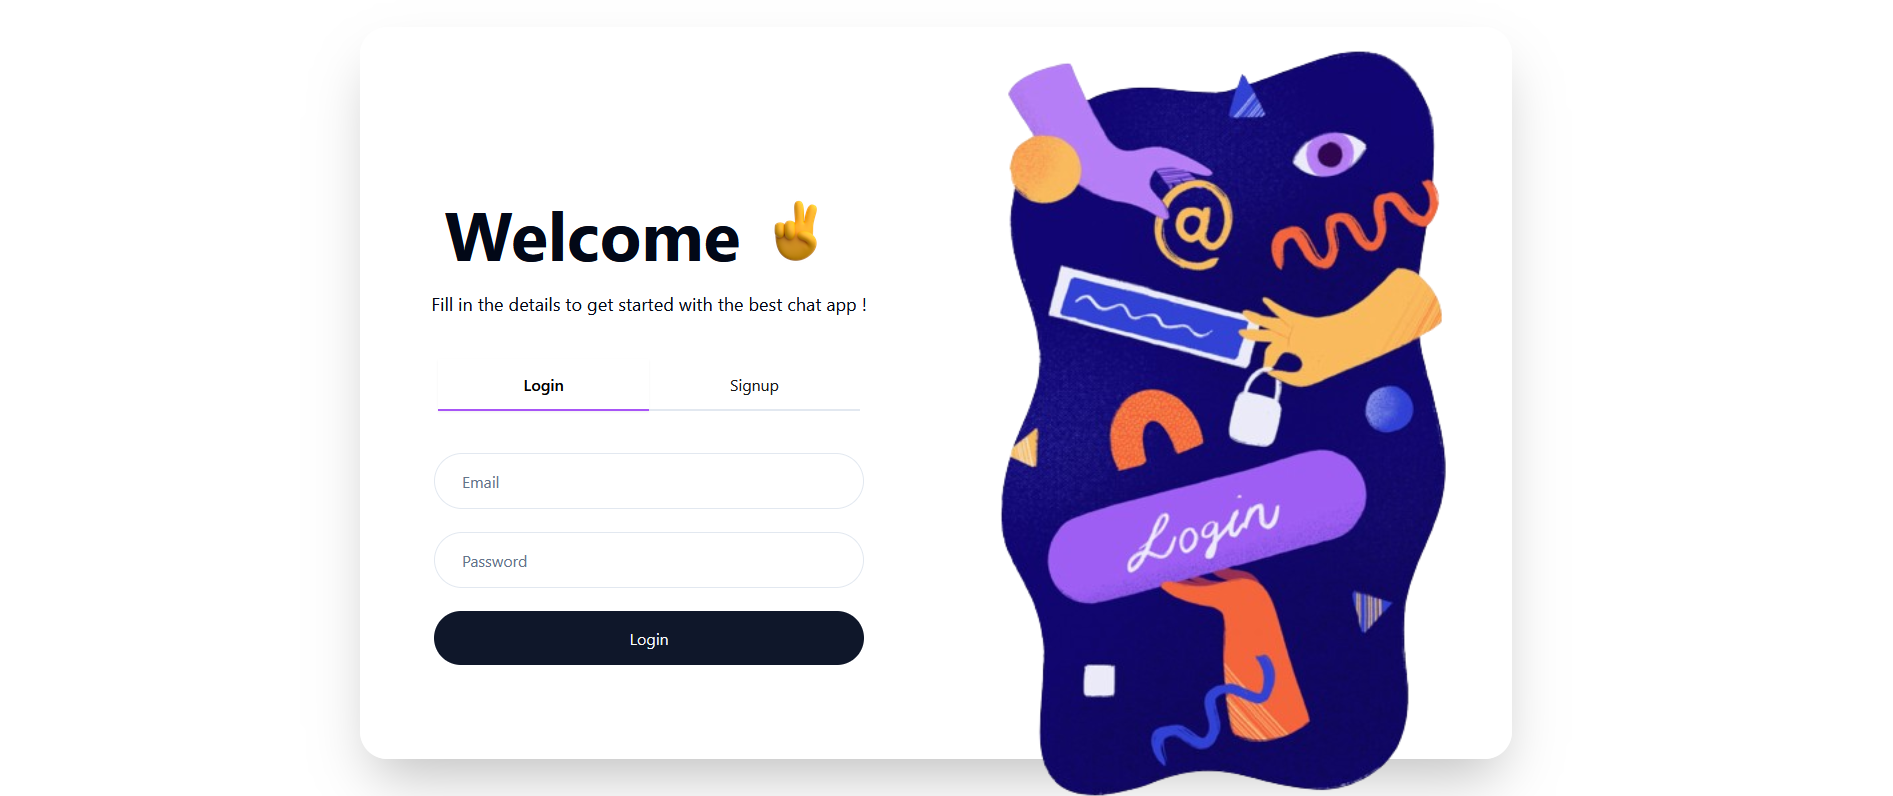 Welcome ✌
Fill in the details to get started with the best chat app !
Login Signup
Email
Password
Login
@
Login